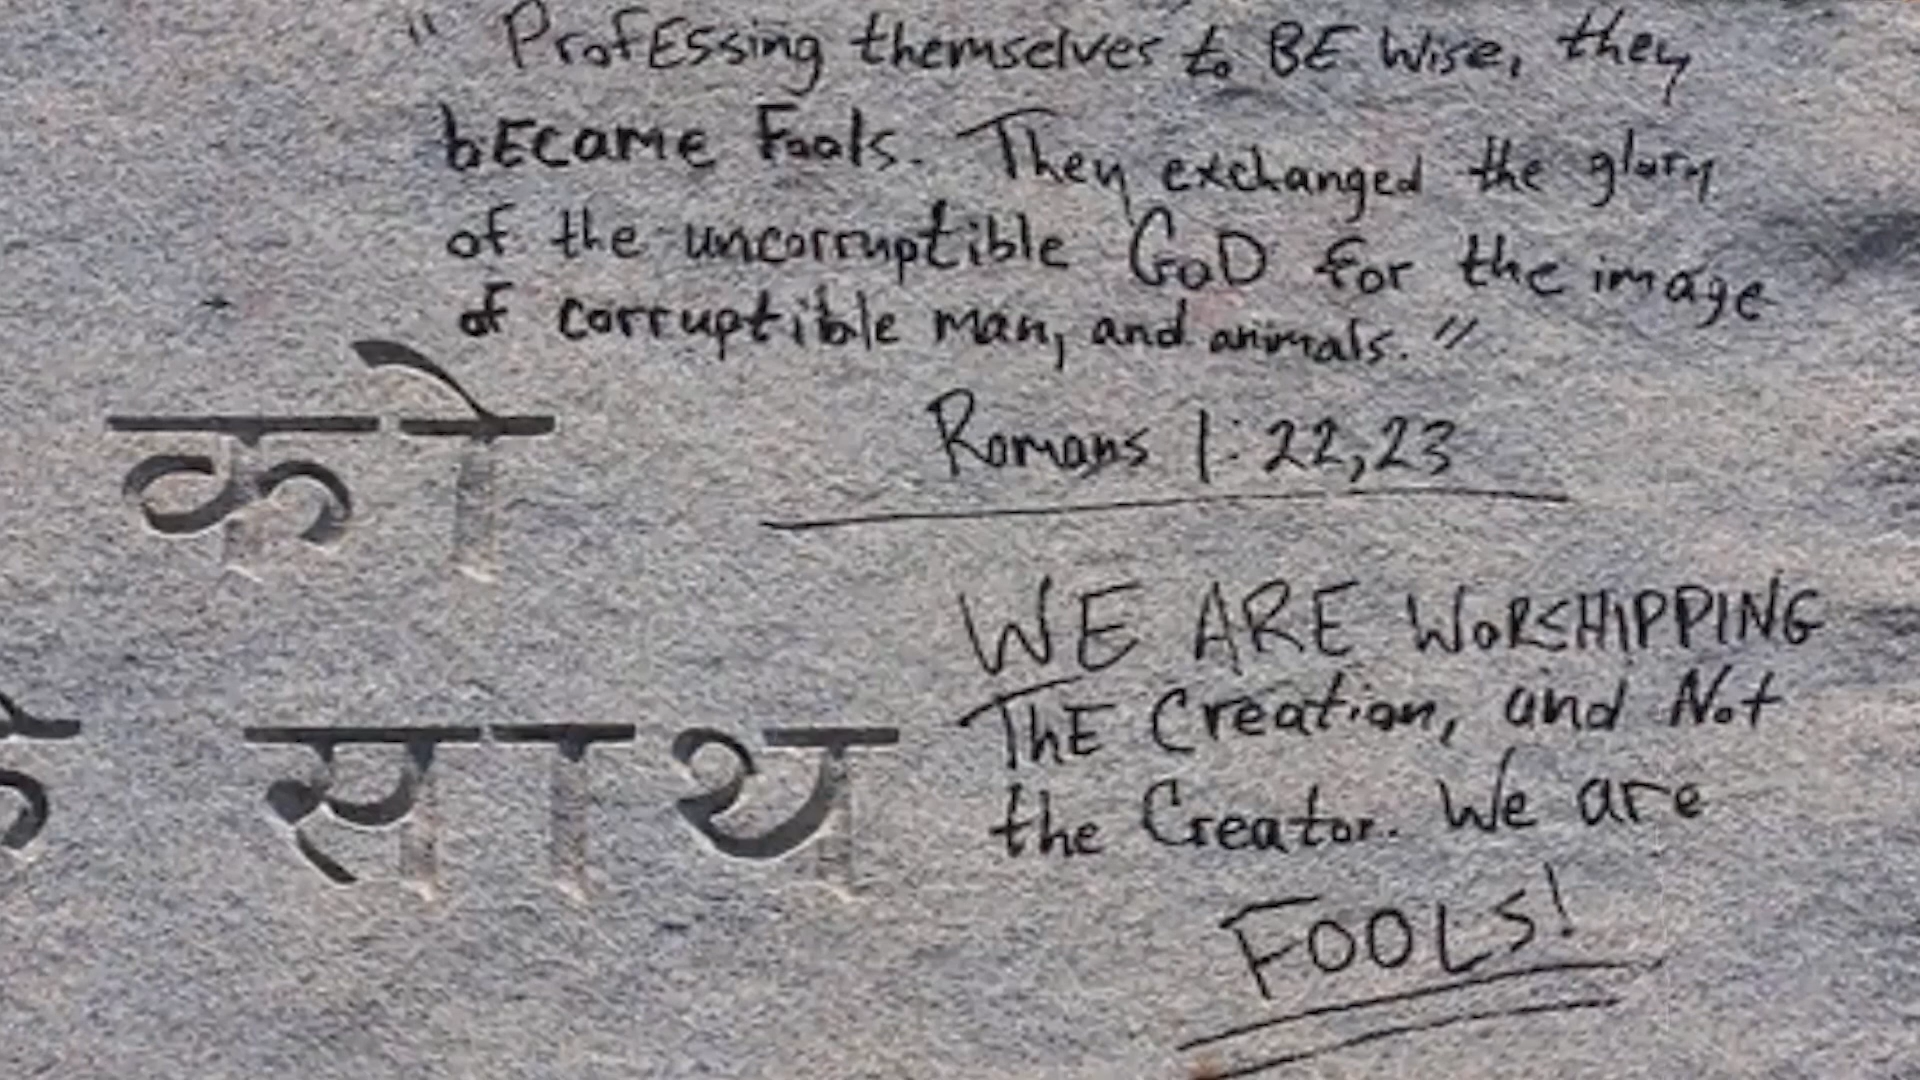 " ProfEssing themselves to BE Wise, they
bEcame Fools. They exchanged the glory
of the uncorruptible GoD for the image
of corruptible man, and animals. "
Romans 1:22,23
को
WE ARE WoRSHIPPING
ThE Creation, and Not
साथ
the Creator. We are
FOOLS!